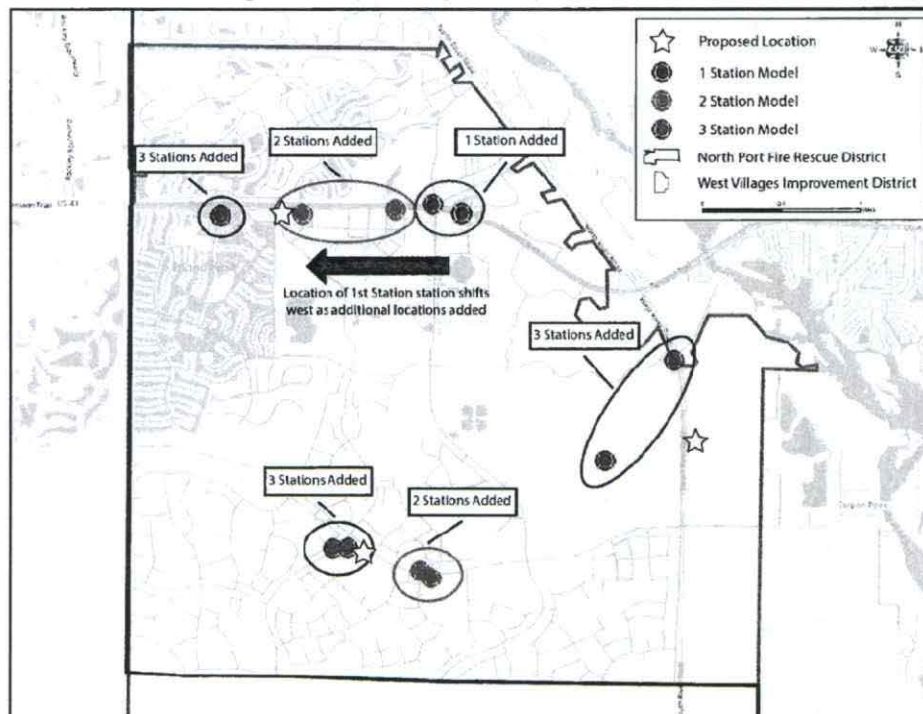 Proposed Location
1 Station Model
2 Station Model
3 Station Model
North Port Fire Rescue District
West Villages Improvement District
3 Stations Added
2 Stations Added
1 Station Added
US-41
Location of 1st Station station shifts
west as additional locations added
3 Stations Added
3 Stations Added
2 Stations Added